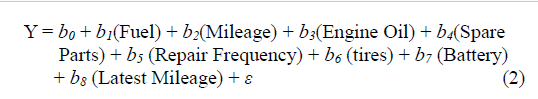 Y = b₀ + b₁(Fuel) + b₂(Mileage) + b₃(Engine Oil) + b₄(Spare
Parts) + b₅ (Repair Frequency) + b₆ (tires) + b₇ (Battery)
+ b₈ (Latest Mileage) + ε (2)